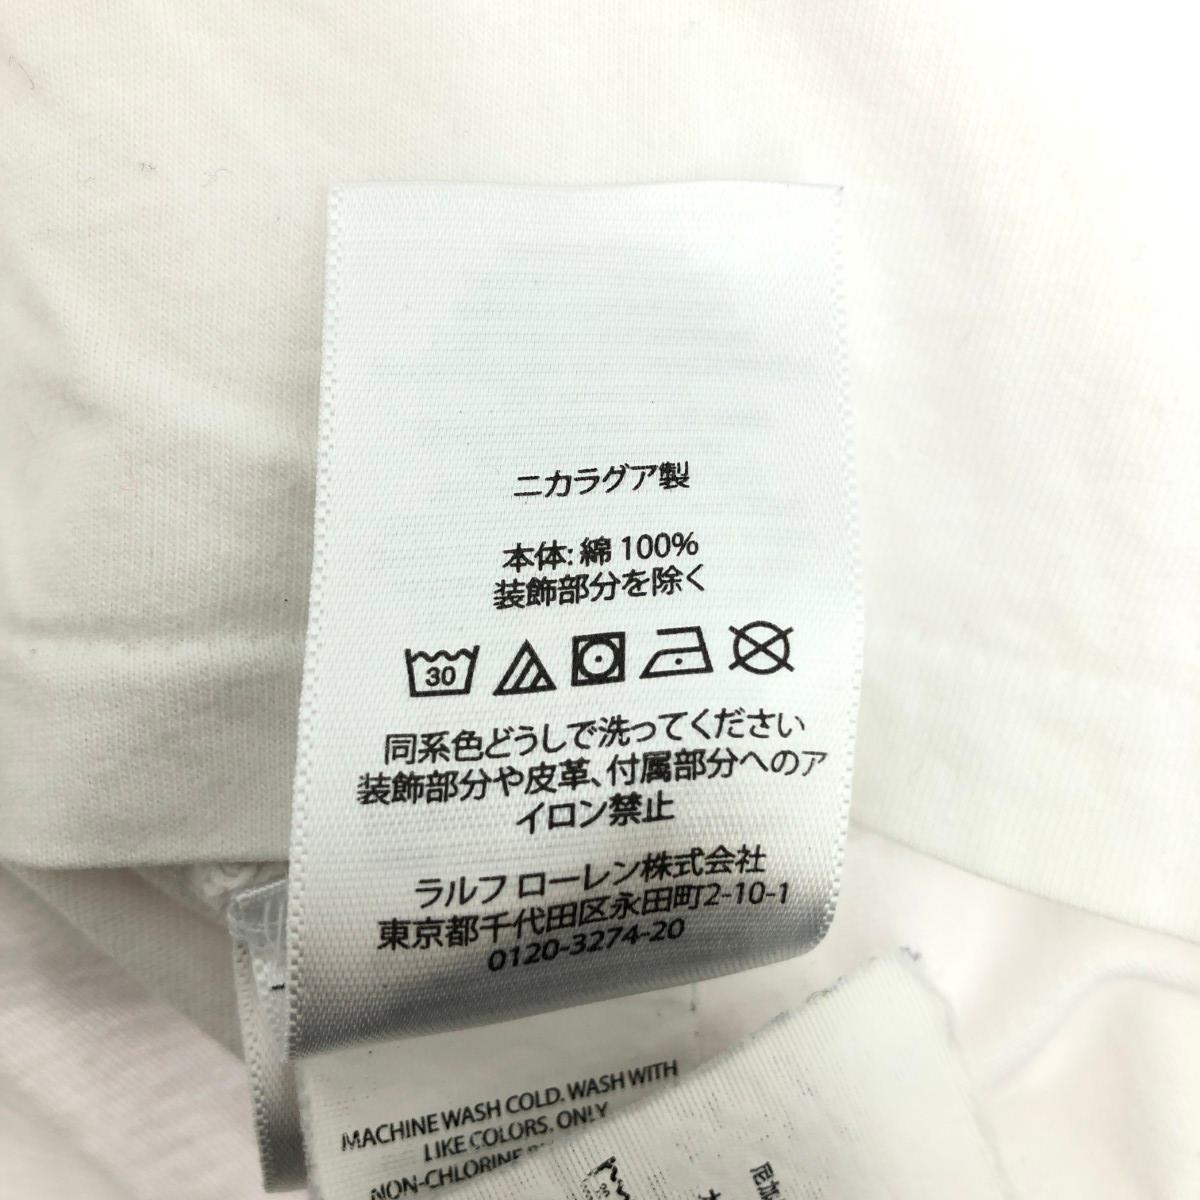 ニカラグア製
本体: 綿 100%
装飾部分を除く
30
同系色どうしで洗ってください
装飾部分や皮革、付属部分へのア
イロン禁止
ラルフ ローレン株式会社
東京都千代田区永田町2-10-1
0120-3274-20
MACHINE WASH COLD. WASH WITH
LIKE COLORS. ONLY
NON-CHLORINE
尼加